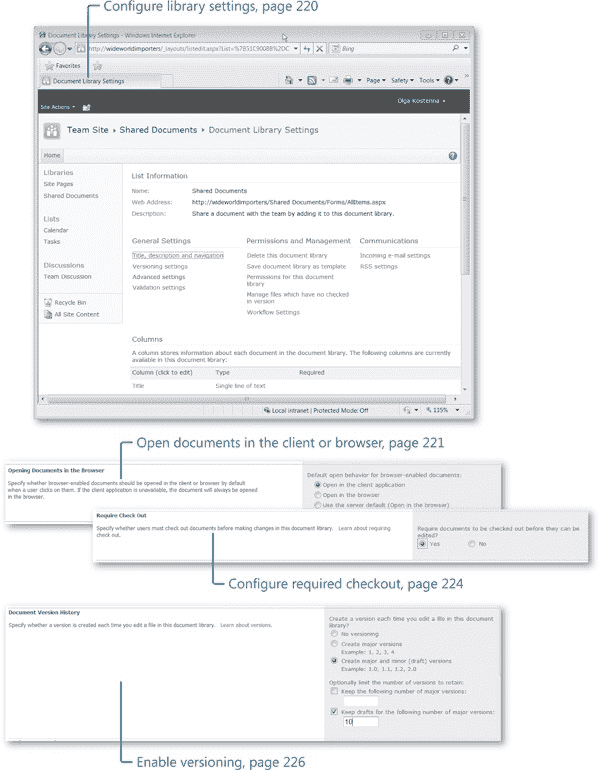 Configure library settings, page 220
Document Library Settings - Windows Internet Explorer
http://wideworldimporters/_layouts/listedit.aspx?List=%7B51C900BB%2DC
Bing
Favorites
Document Library Settings
Page Safety Tools
Site Actions
Olga Kosterina
Team Site Shared Documents Document Library Settings
Home
Libraries
Site Pages
Shared Documents
Lists
Calendar
Tasks
Discussions
Team Discussion
Recycle Bin
All Site Content
List Information
Name: Shared Documents
Web Address: http://wideworldimporters/Shared Documents/Forms/AllItems.aspx
Description: Share a document with the team by adding it to this document library.
General Settings
Title, description and navigation
Versioning settings
Advanced settings
Validation settings
Permissions and Management
Delete this document library
Save document library as template
Permissions for this document
library
Manage files which have no checked
in version
Workflow Settings
Communications
Incoming e-mail settings
RSS settings
Columns
A column stores information about each document in the document library. The following columns are currently
available in this document library:
Column (click to edit) Type Required
Title Single line of text
Local intranet | Protected Mode: Off
135%
Open documents in the client or browser, page 221
Opening Documents in the Browser
Specify whether browser-enabled documents should be opened in the client or browser by default
when a user clicks on them. If the client application is unavailable, the document will always be opened
in the browser.
Default open behavior for browser-enabled documents:
Open in the client application
Open in the browser
Use the server default (Open in the browser)
Require Check Out
Specify whether users must check out documents before making changes in this document library. Learn about requiring
check out.
Require documents to be checked out before they can be
edited?
Yes No
Configure required checkout, page 224
Document Version History
Specify whether a version is created each time you edit a file in this document library. Learn about versions.
Create a version each time you edit a file in this document
library?
No versioning
Create major versions
Example: 1, 2, 3, 4
Create major and minor (draft) versions
Example: 1.0, 1.1, 1.2, 2.0
Optionally limit the number of versions to retain:
Keep the following number of major versions:
Keep drafts for the following number of major versions:
10
Enable versioning, page 226